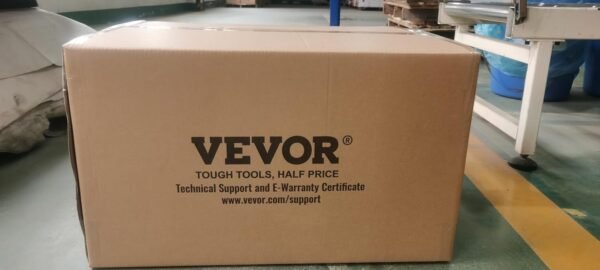 VEVOR®
TOUGH TOOLS, HALF PRICE
Technical Support and E-Warranty Certificate
www.vevor.com/support